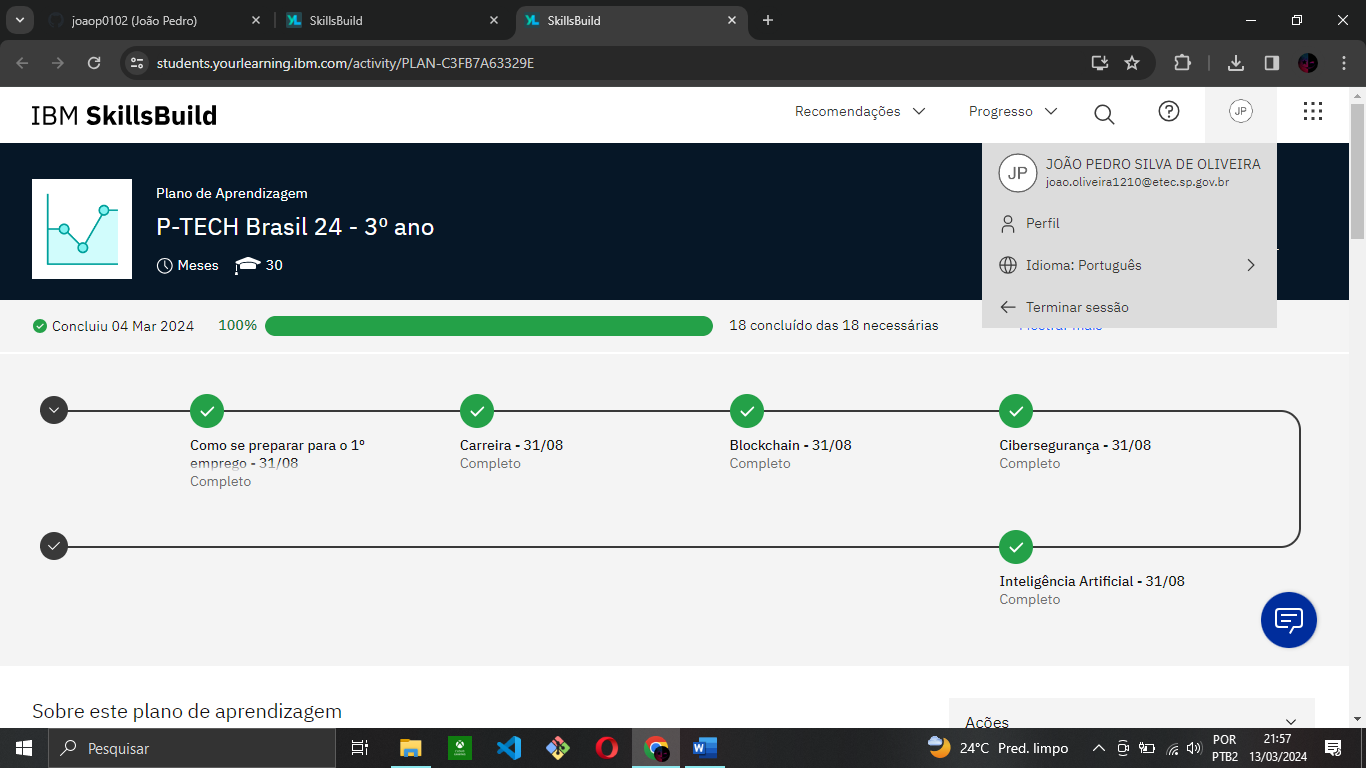 joaop0102 (João Pedro)
SkillsBuild
SkillsBuild
students.yourlearning.ibm.com/activity/PLAN-C3FB7A63329E
IBM SkillsBuild
Recomendações
Progresso
JP
JP
JOÃO PEDRO SILVA DE OLIVEIRA
joao.oliveira1210@etec.sp.gov.br
Perfil
Idioma: Português
Terminar sessão
Plano de Aprendizagem
P-TECH Brasil 24 - 3º ano
Meses
30
Concluiu 04 Mar 2024
100%
18 concluído das 18 necessárias
Mostrar mais
Como se preparar para o 1º
emprego - 31/08
Completo
Carreira - 31/08
Completo
Blockchain - 31/08
Completo
Cibersegurança - 31/08
Completo
Inteligência Artificial - 31/08
Completo
Sobre este plano de aprendizagem
Ações
Pesquisar
24°C Pred. limpo
POR
PTB2
21:57
13/03/2024